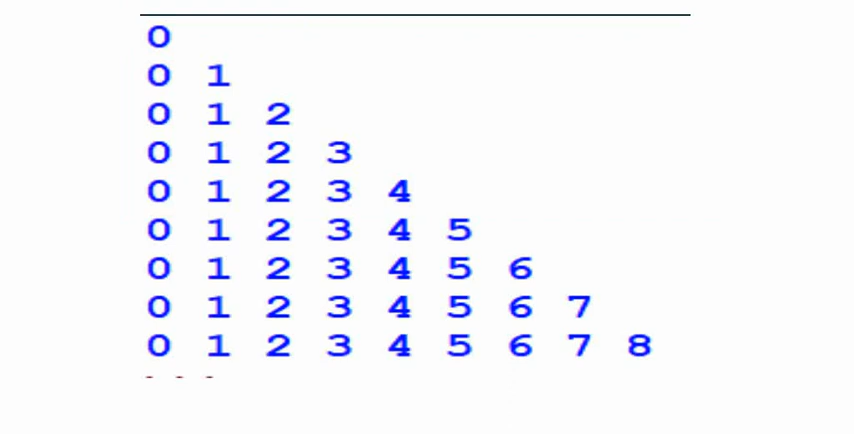 0
0 1
0 1 2
0 1 2 3
0 1 2 3 4
0 1 2 3 4 5
0 1 2 3 4 5 6
0 1 2 3 4 5 6 7
0 1 2 3 4 5 6 7 8